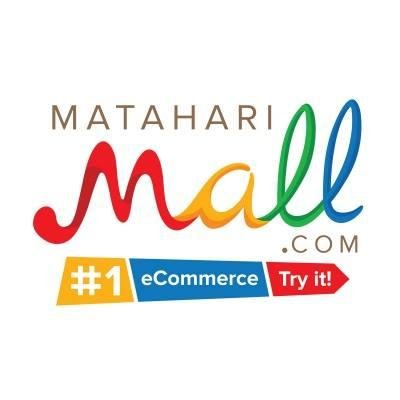 MATAHARI
Mall
.COM
#1 eCommerce Try it!